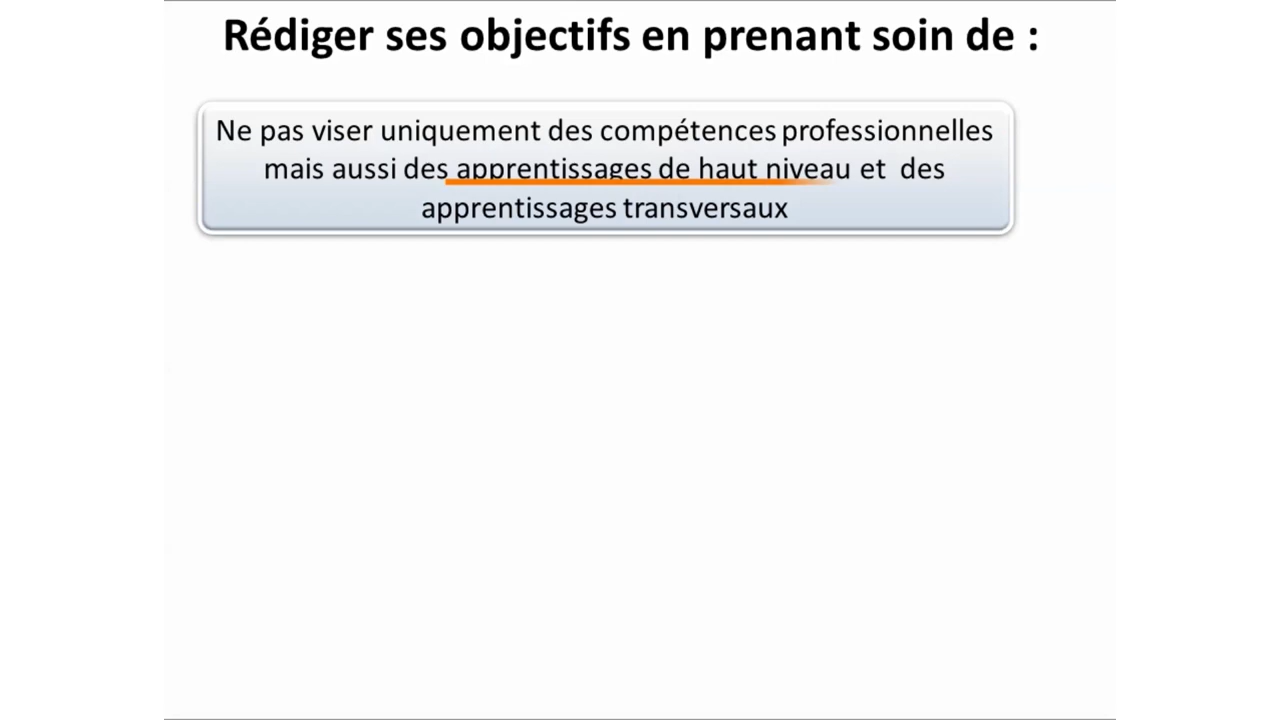 Rédiger ses objectifs en prenant soin de :
Ne pas viser uniquement des compétences professionnelles
mais aussi des apprentissages de haut niveau et des
apprentissages transversaux